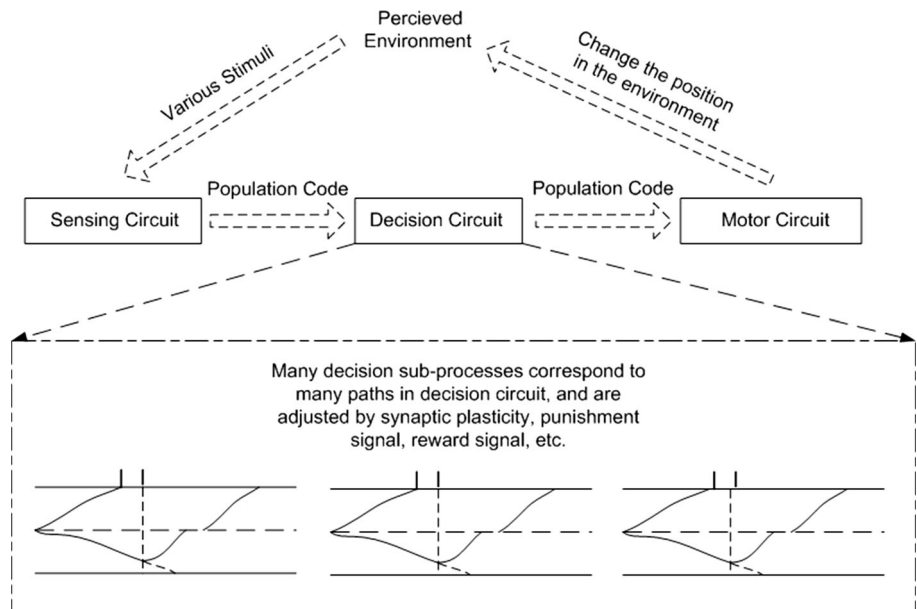 Percieved
Environment
Various Stimuli
Change the position
in the environment
Population Code
Population Code
Sensing Circuit
Decision Circuit
Motor Circuit
Many decision sub-processes correspond to
many paths in decision circuit, and are
adjusted by synaptic plasticity, punishment
signal, reward signal, etc.